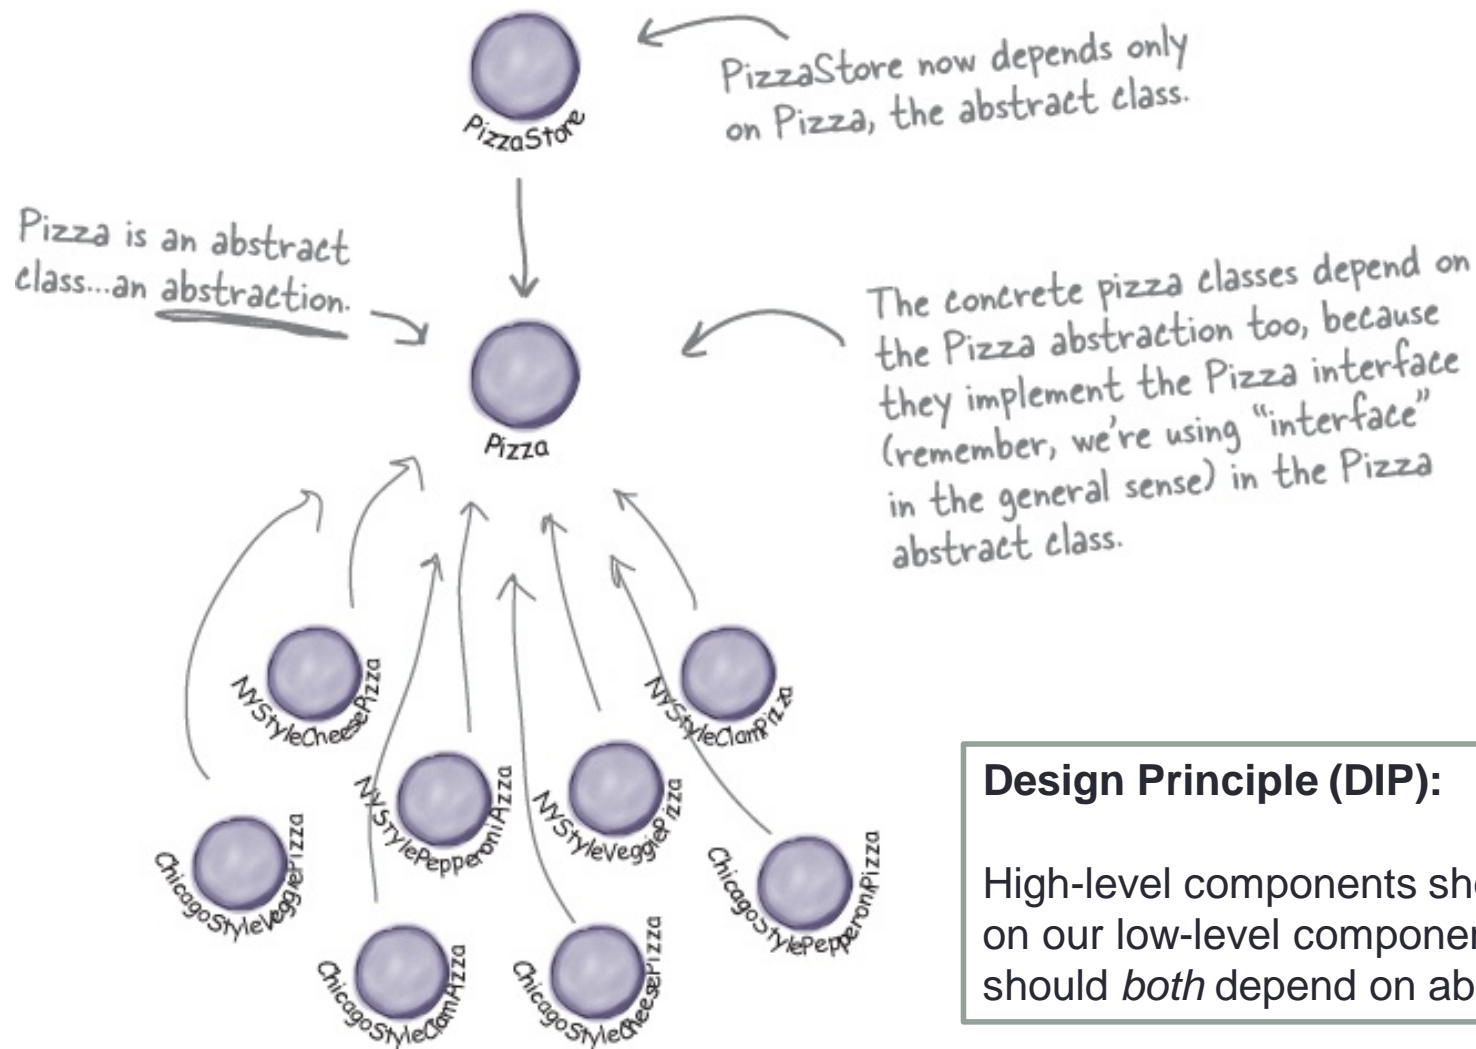 PizzaStore now depends only
on Pizza, the abstract class.
PizzaStore
Pizza is an abstract
class...an abstraction.
The concrete pizza classes depend on
the Pizza abstraction too, because
they implement the Pizza interface
(remember, we're using "interface"
in the general sense) in the Pizza
abstract class.
Pizza
NYStyleCheesePizza
NYStyleClamPizza
NYStylePepperoniPizza
NYStyleVeggiePizza
ChicagoStyleVeggiePizza
ChicagoStylePepperoniPizza
ChicagoStyleClamPizza
ChicagoStyleCheesePizza
Design Principle (DIP):
High-level components
on our low-level
should both depend on